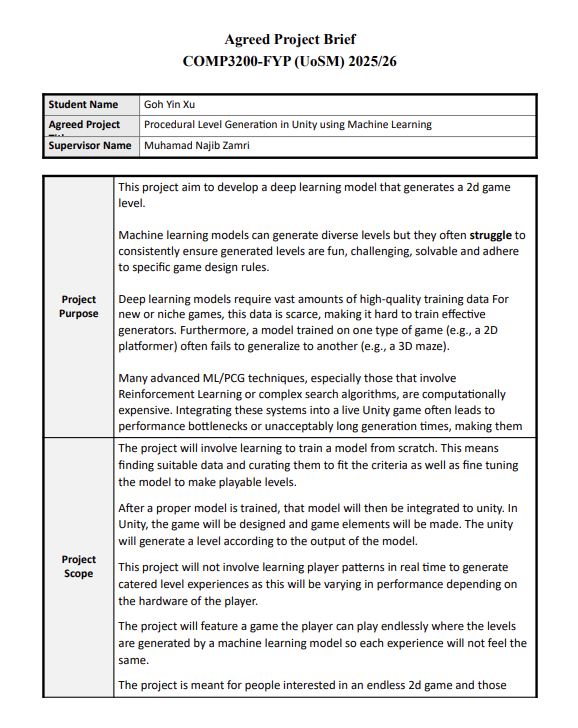 Agreed Project Brief
COMP3200-FYP (UoSM) 2025/26
Student Name Goh Yin Xu
Agreed Project Procedural Level Generation in Unity using Machine Learning
Supervisor Name Muhamad Najib Zamri
This project aim to develop a deep learning model that generates a 2d game
level.
Machine learning models can generate diverse levels but they often struggle to
consistently ensure generated levels are fun, challenging, solvable and adhere
to specific game design rules.
Project
Purpose
Deep learning models require vast amounts of high-quality training data For
new or niche games, this data is scarce, making it hard to train effective
generators. Furthermore, a model trained on one type of game (e.g., a 2D
platformer) often fails to generalize to another (e.g., a 3D maze).
Many advanced ML/PCG techniques, especially those that involve
Reinforcement Learning or complex search algorithms, are computationally
expensive. Integrating these systems into a live Unity game often leads to
performance bottlenecks or unacceptably long generation times, making them
The project will involve learning to train a model from scratch. This means
finding suitable data and curating them to fit the criteria as well as fine tuning
the model to make playable levels.
After a proper model is trained, that model will then be integrated to unity. In
Unity, the game will be designed and game elements will be made. The unity
will generate a level according to the output of the model.
Project
Scope
This project will not involve learning player patterns in real time to generate
catered level experiences as this will be varying in performance depending on
the hardware of the player.
The project will feature a game the player can play endlessly where the levels
are generated by a machine learning model so each experience will not feel the
same.
The project is meant for people interested in an endless 2d game and those